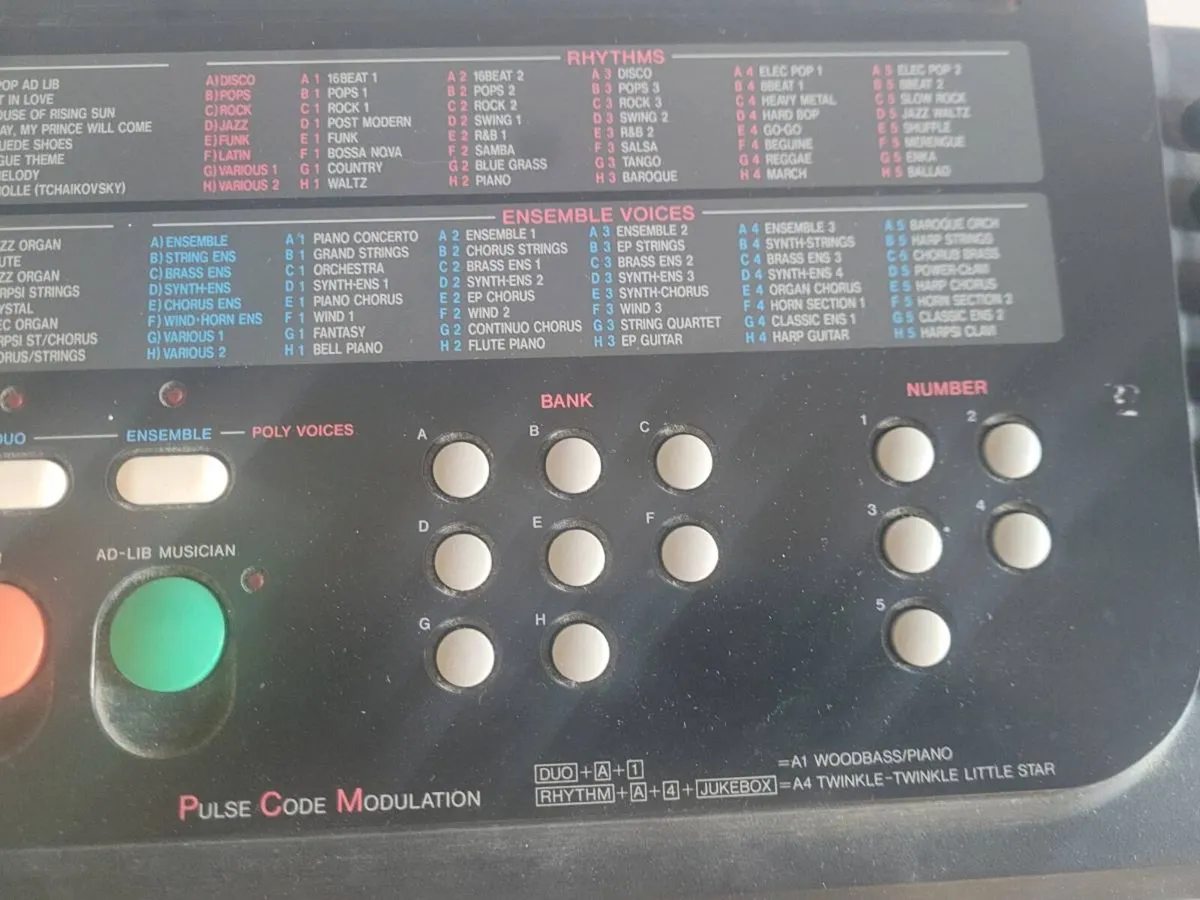 RHYTHMS
POP AD LIB A) DISCO A 1 16BEAT 1 A 2 16BEAT 2 A 3 DISCO A 4 ELEC POP 1 A 5 ELEC POP 2
T IN LOVE B) POPS B 1 POPS 1 B 2 POPS 2 B 3 POPS 3 B 4 8BEAT 1 B 5 8BEAT 2
OUSE OF RISING SUN C) ROCK C 1 ROCK 1 C 2 ROCK 2 C 3 ROCK 3 C 4 HEAVY METAL C 5 SLOW ROCK
AY, MY PRINCE WILL COME D) JAZZ D 1 POST MODERN D 2 SWING 1 D 3 SWING 2 D 4 HARD BOP D 5 JAZZ WALTZ
UEDE SHOES E) FUNK E 1 FUNK E 2 R&B 1 E 3 R&B 2 E 4 GO-GO E 5 SHUFFLE
GUE THEME F) LATIN F 1 BOSSA NOVA F 2 SAMBA F 3 SALSA F 4 BEGUINE F 5 MERENGUE
MELODY G) VARIOUS 1 G 1 COUNTRY G 2 BLUE GRASS G 3 TANGO G 4 REGGAE G 5 ENKA
OLLE (TCHAIKOVSKY) H) VARIOUS 2 H 1 WALTZ H 2 PIANO H 3 BAROQUE H 4 MARCH H 5 BALLAD
ENSEMBLE VOICES
ZZ ORGAN A) ENSEMBLE A 1 PIANO CONCERTO A 2 ENSEMBLE 1 A 3 ENSEMBLE 2 A 4 ENSEMBLE 3 A 5 BAROQUE ORCH
UTE B) STRING ENS B 1 GRAND STRINGS B 2 CHORUS STRINGS B 3 EP STRINGS B 4 SYNTH-STRINGS B 5 HARP STRINGS
ZZ ORGAN C) BRASS ENS C 1 ORCHESTRA C 2 BRASS ENS 1 C 3 BRASS ENS 2 C 4 BRASS ENS 3 C 5 CHORUS BRASS
RPSI STRINGS D) SYNTH-ENS D 1 SYNTH-ENS 1 D 2 SYNTH-ENS 2 D 3 SYNTH-ENS 3 D 4 SYNTH-ENS 4 D 5 POWER-CLAVI
YSTAL E) CHORUS ENS E 1 PIANO CHORUS E 2 EP CHORUS E 3 SYNTH-CHORUS E 4 ORGAN CHORUS E 5 HARP CHORUS
EC ORGAN F) WIND·HORN ENS F 1 WIND 1 F 2 WIND 2 F 3 WIND 3 F 4 HORN SECTION 1 F 5 HORN SECTION 2
RPSI ST/CHORUS G) VARIOUS 1 G 1 FANTASY G 2 CONTINUO CHORUS G 3 STRING QUARTET G 4 CLASSIC ENS 1 G 5 CLASSIC ENS 2
ORUS/STRINGS H) VARIOUS 2 H 1 BELL PIANO H 2 FLUTE PIANO H 3 EP GUITAR H 4 HARP GUITAR H 5 HARPSI CLAVI
BANK NUMBER
DUO ENSEMBLE POLY VOICES
A B C 1 2
D E F 3 4
AD-LIB MUSICIAN
G H 5
DUO+A+1 =A1 WOODBASS/PIANO
RHYTHM+A+4+JUKEBOX =A4 TWINKLE-TWINKLE LITTLE STAR
PULSE CODE MODULATION